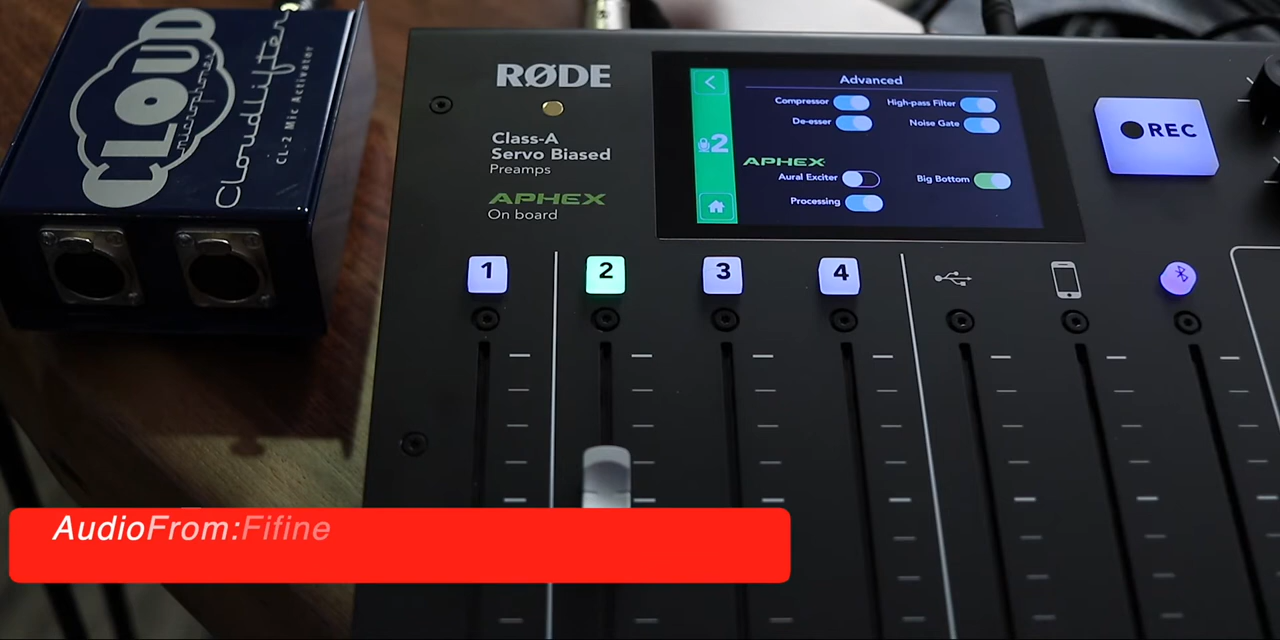 CLOUD
microphones
Cloudlifter
CL-2 Mic Activator
RØDE
Class-A
Servo Biased
Preamps
APHEX
On board
Advanced
Compressor
High-pass Filter
De-esser
Noise Gate
2
APHEX
Aural Exciter
Big Bottom
Processing
REC
1
2
3
4
AudioFrom:Fifine